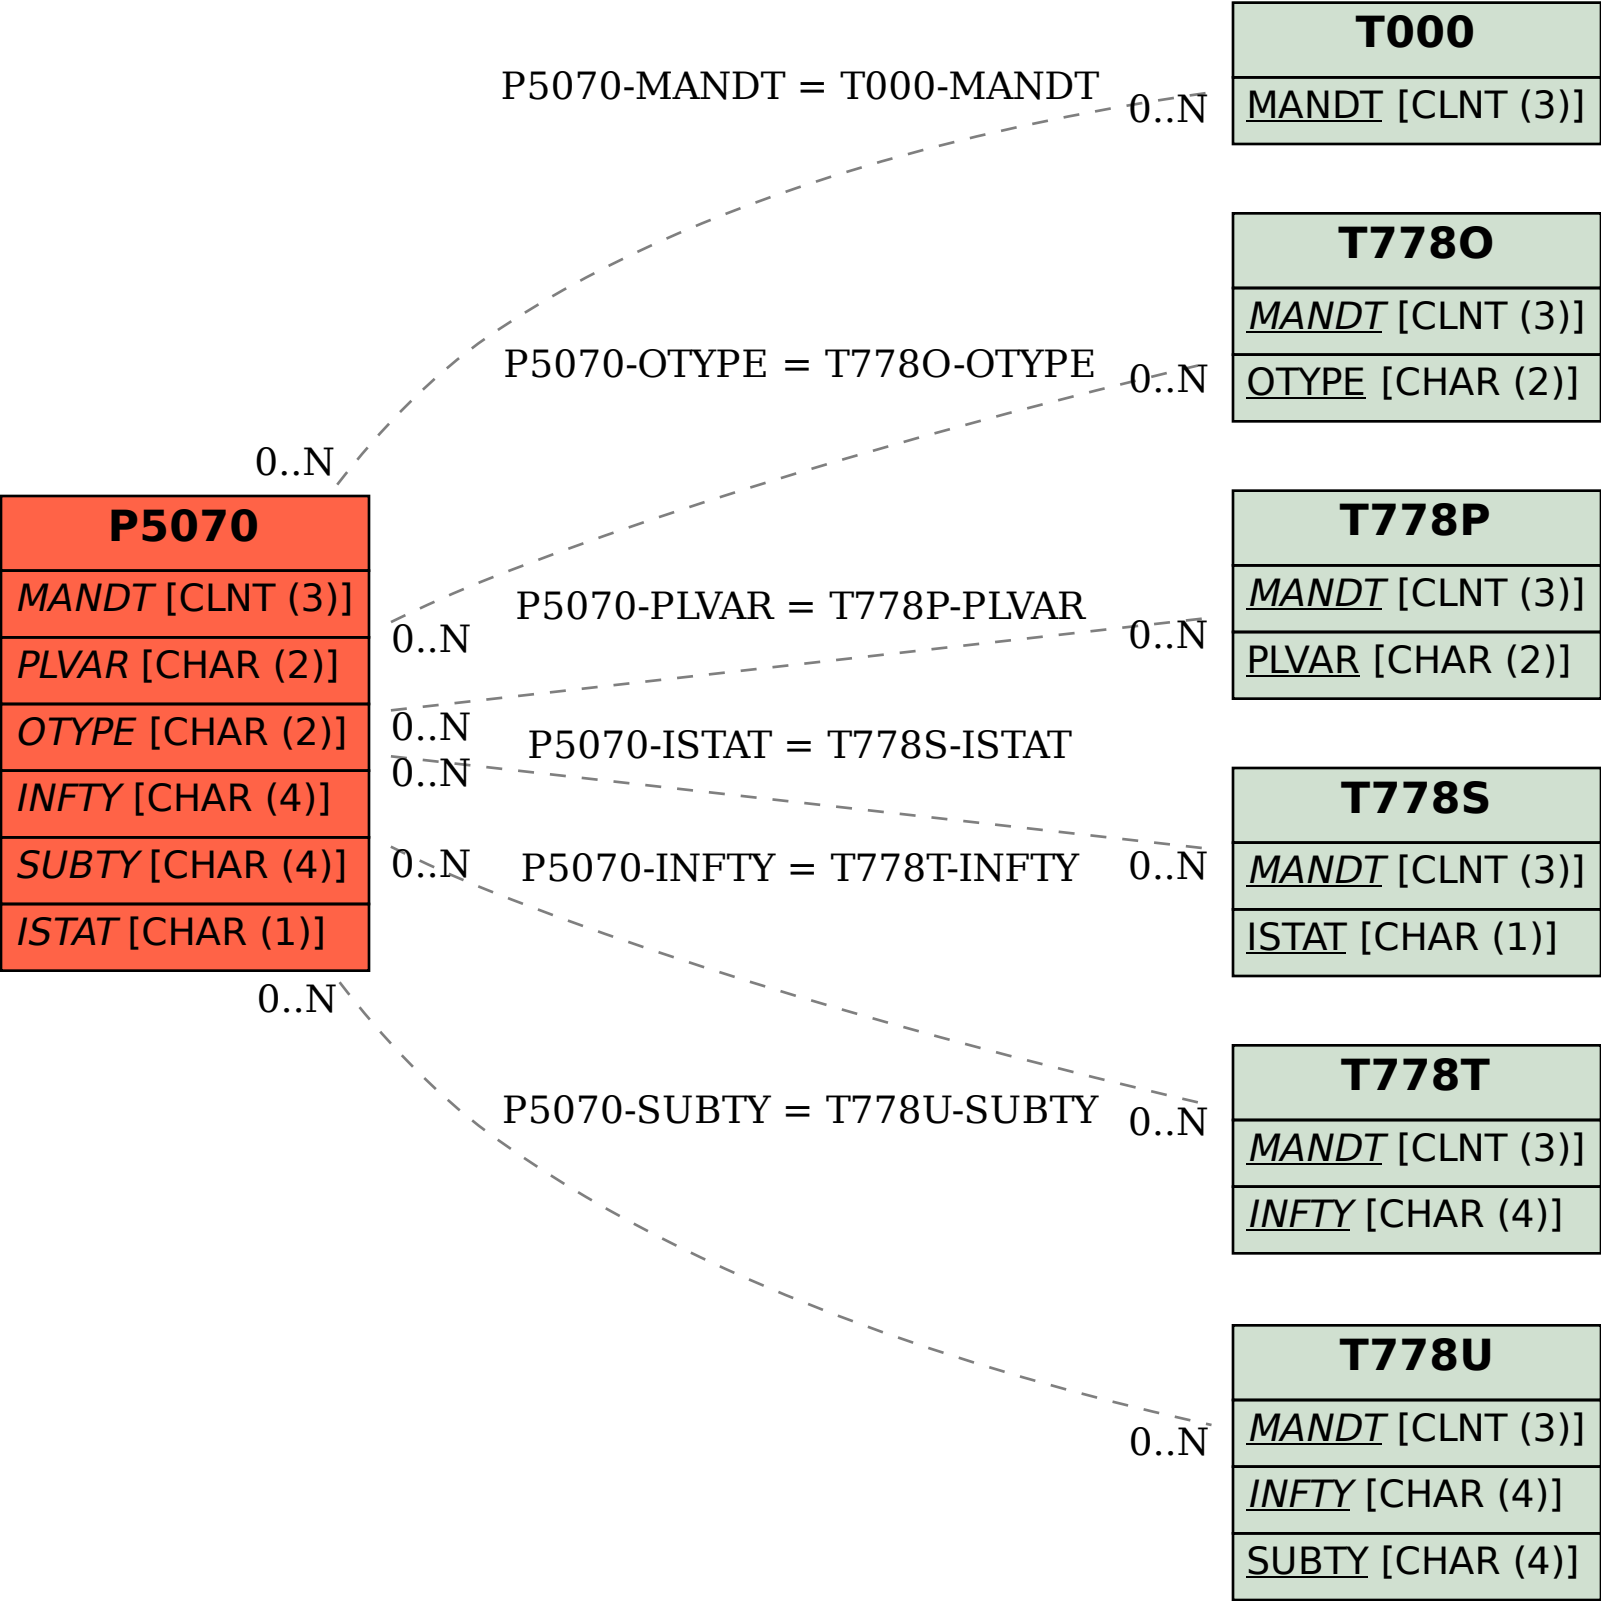 P5070
MANDT [CLNT (3)]
PLVAR [CHAR (2)]
OTYPE [CHAR (2)]
INFTY [CHAR (4)]
SUBTY [CHAR (4)]
ISTAT [CHAR (1)]
P5070-MANDT = T000-MANDT
0..N
0..N
P5070-OTYPE = T778O-OTYPE
0..N
0..N
P5070-PLVAR = T778P-PLVAR
0..N
0..N
P5070-ISTAT = T778S-ISTAT
0..N
0..N
P5070-INFTY = T778T-INFTY
0..N
0..N
P5070-SUBTY = T778U-SUBTY
0..N
0..N
T000
MANDT [CLNT (3)]
T778O
MANDT [CLNT (3)]
OTYPE [CHAR (2)]
T778P
MANDT [CLNT (3)]
PLVAR [CHAR (2)]
T778S
MANDT [CLNT (3)]
ISTAT [CHAR (1)]
T778T
MANDT [CLNT (3)]
INFTY [CHAR (4)]
T778U
MANDT [CLNT (3)]
INFTY [CHAR (4)]
SUBTY [CHAR (4)]